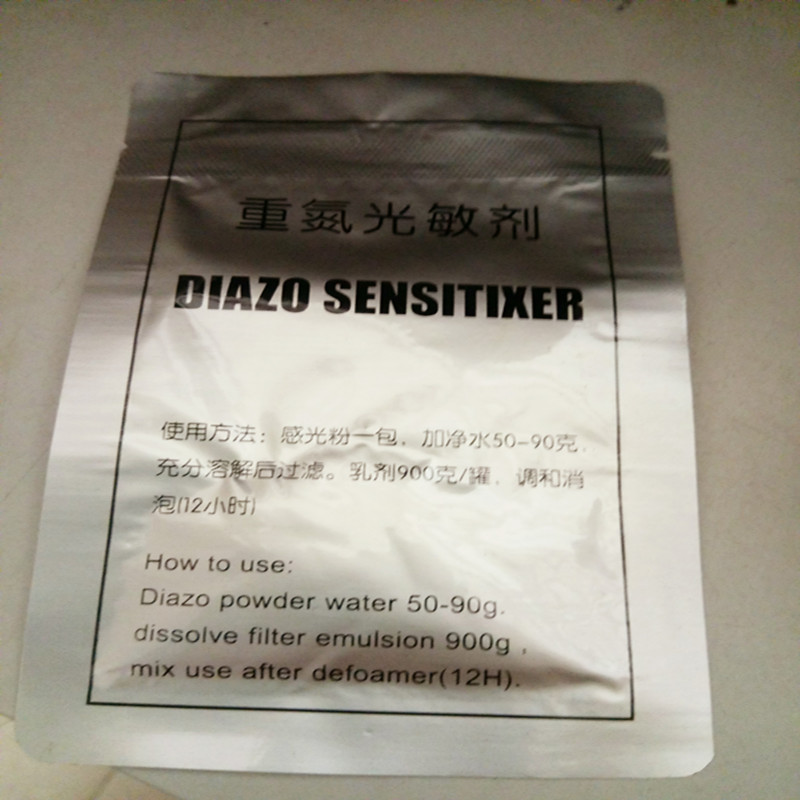 重氮光敏剂
DIAZO SENSITIXER
使用方法：感光粉一包，加净水50-90克，
充分溶解后过滤。乳剂900克/罐，调和消
泡(12小时)
How to use:
Diazo powder water 50-90g.
dissolve filter emulsion 900g ,
mix use after defoamer(12H).